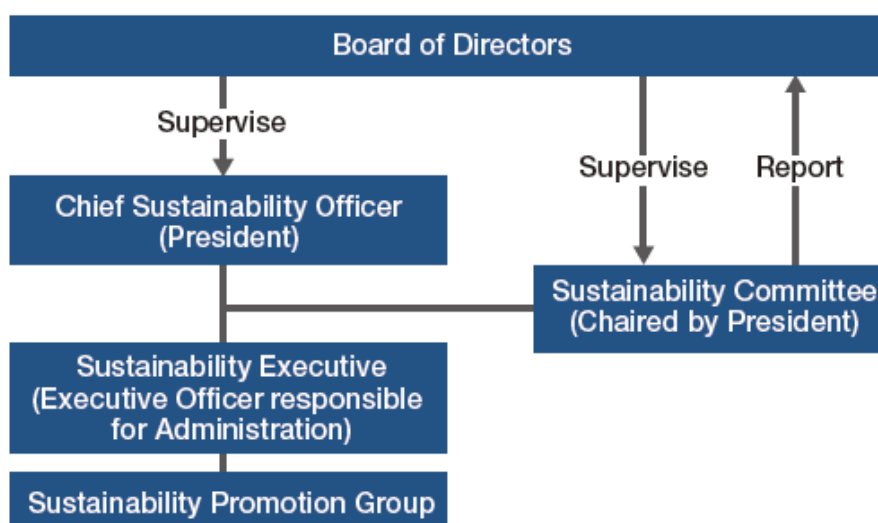 Board of Directors
Supervise
Supervise
Report
Chief Sustainability Officer
(President)
Sustainability Committee
(Chaired by President)
Sustainability Executive
(Executive Officer responsible
for Administration)
Sustainability Promotion Group